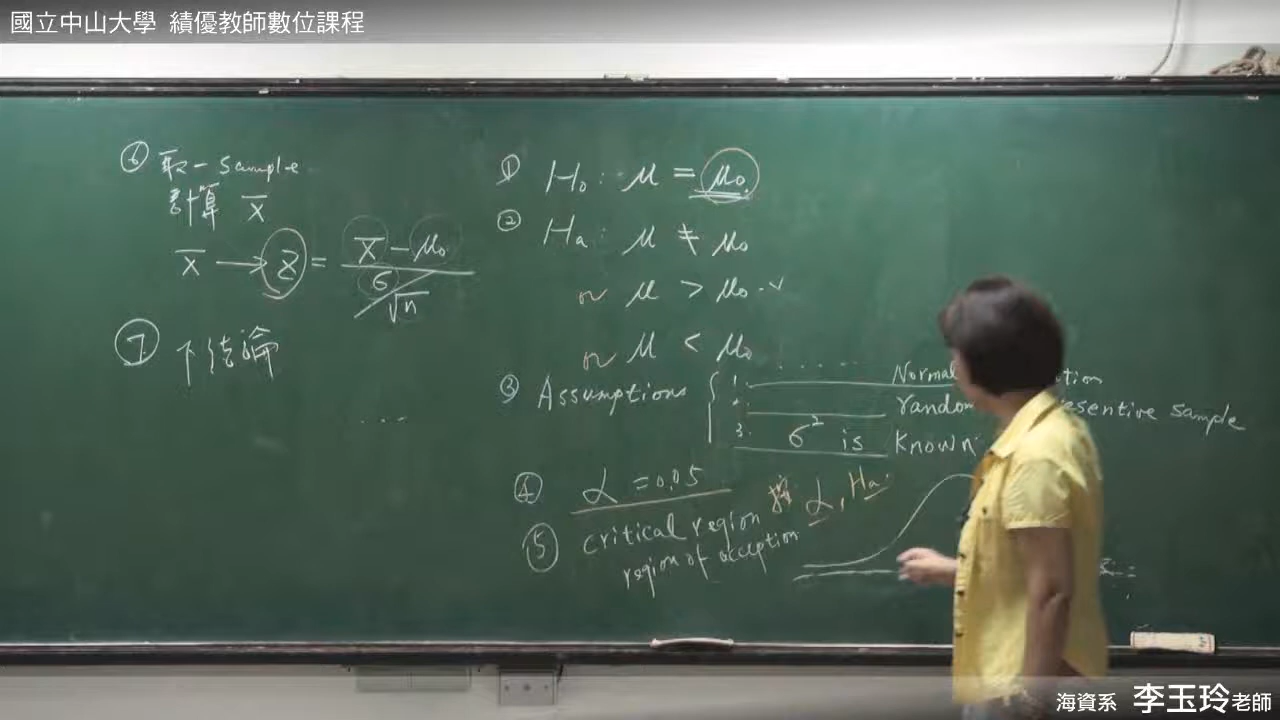 國立中山大學 績優教師數位課程
⑥ 取一 sample
計算 x̄
x̄ → Z = (x̄ − μ₀) / (σ/√n)
⑦ 下結論
...
① H₀: μ = μ₀
② Hₐ: μ ≠ μ₀
or μ > μ₀
or μ < μ₀
③ Assumptions
1. Normal
random sample
3. σ² is known
④ α = 0.05
⑤ critical region α, Hₐ
region of acception
海資系 李玉玲老師